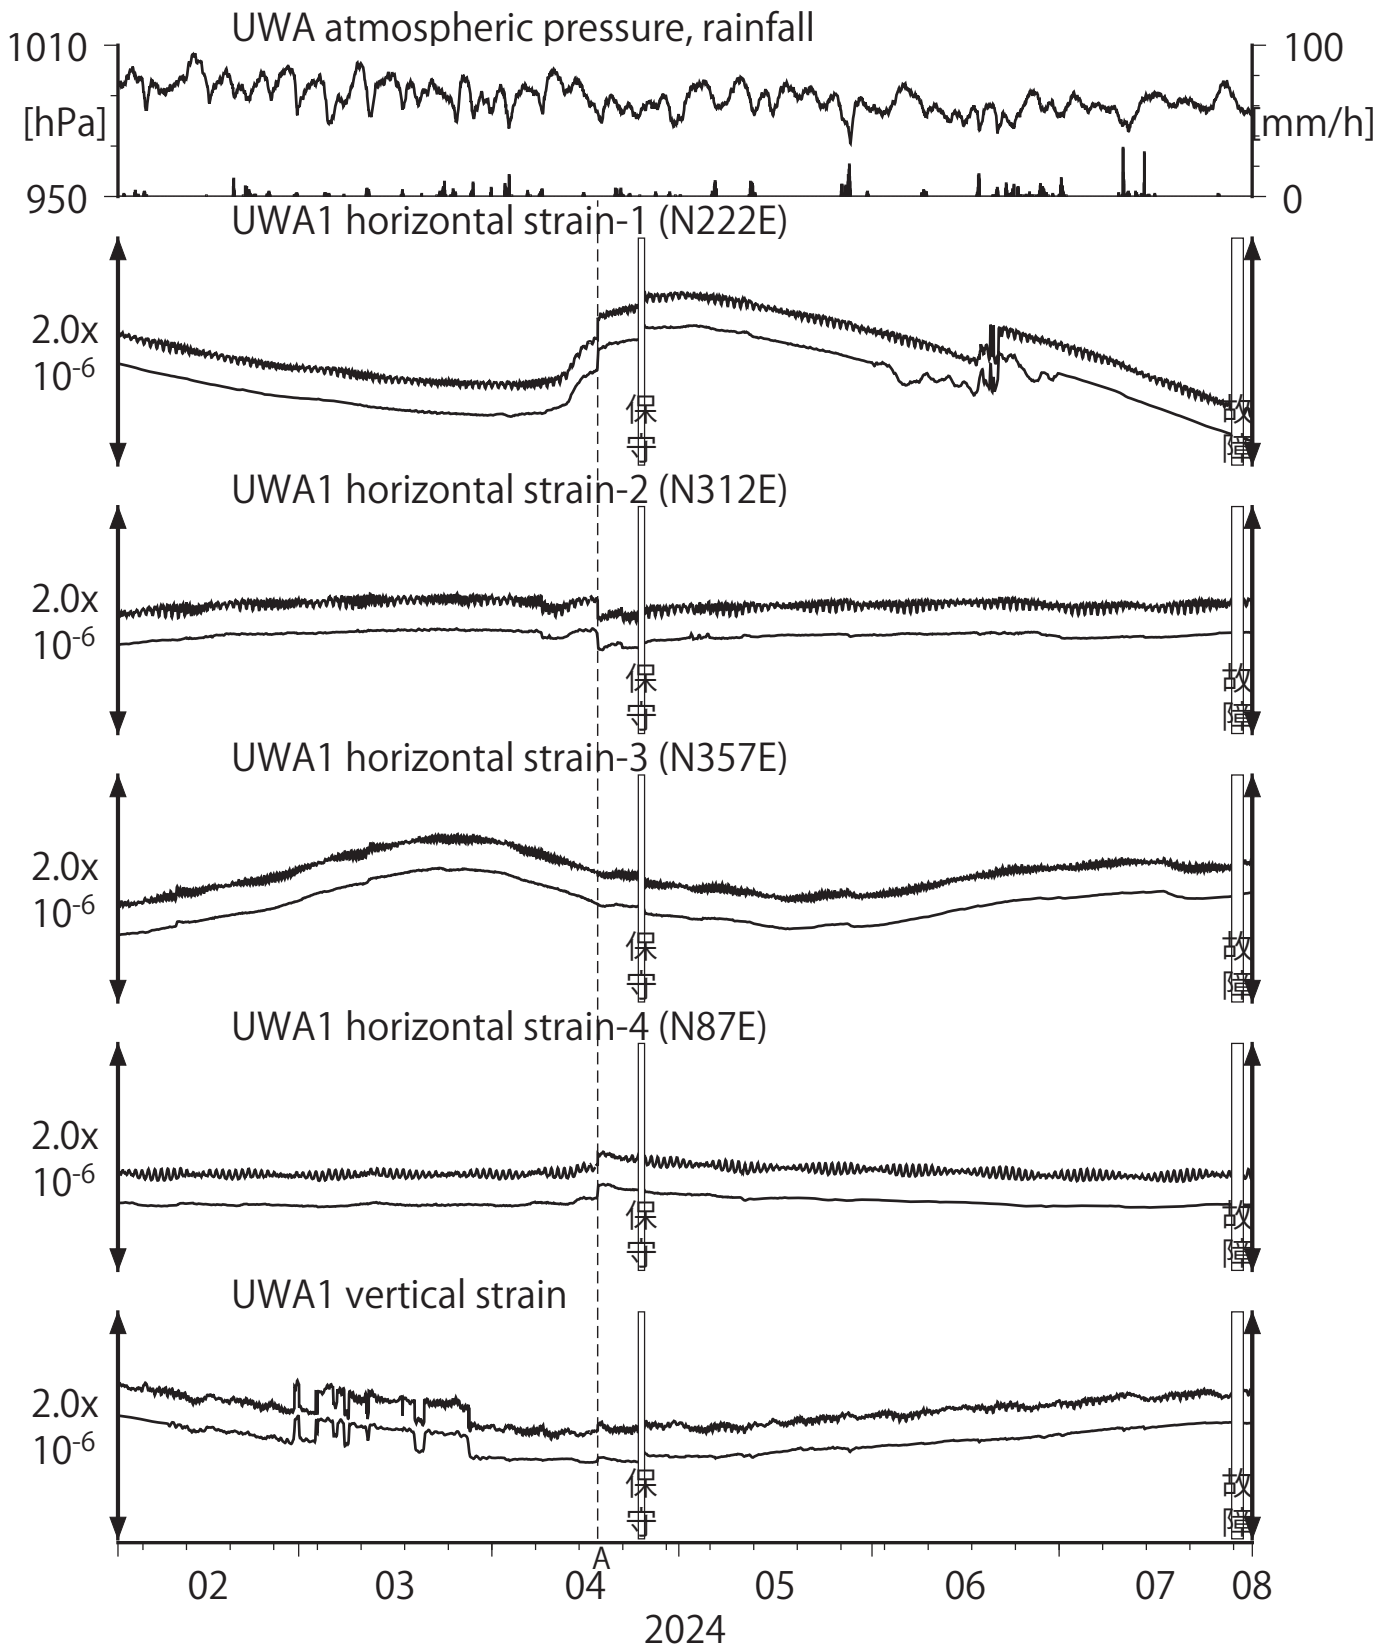 UWA atmospheric pressure, rainfall
1010
100
[hPa]
[mm/h]
950
0
UWA1 horizontal strain-1 (N222E)
2.0x
10-6
保守
故障
UWA1 horizontal strain-2 (N312E)
2.0x
10-6
保守
故障
UWA1 horizontal strain-3 (N357E)
2.0x
10-6
保守
故障
UWA1 horizontal strain-4 (N87E)
2.0x
10-6
保守
故障
UWA1 vertical strain
2.0x
10-6
保守
故障
A
02 03 04 05 06 07 08
2024